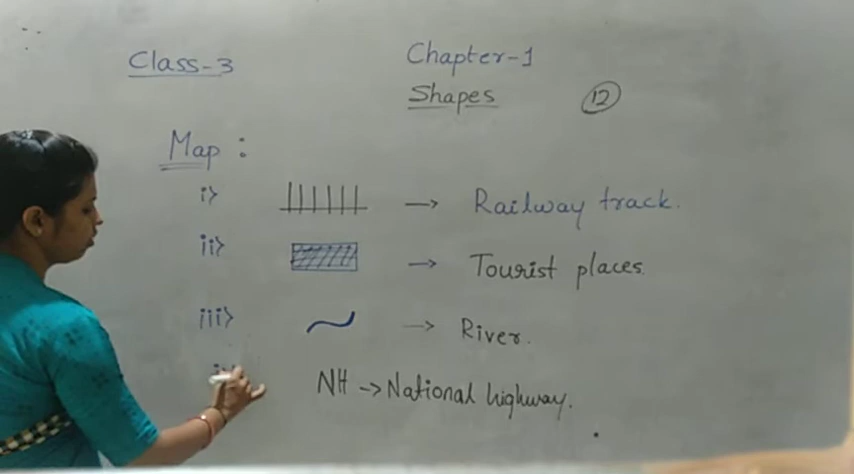 Class-3
Chapter-1
Shapes
12
Map :
i> → Railway track.
ii> → Tourist places.
iii> → River.
NH → National highway.